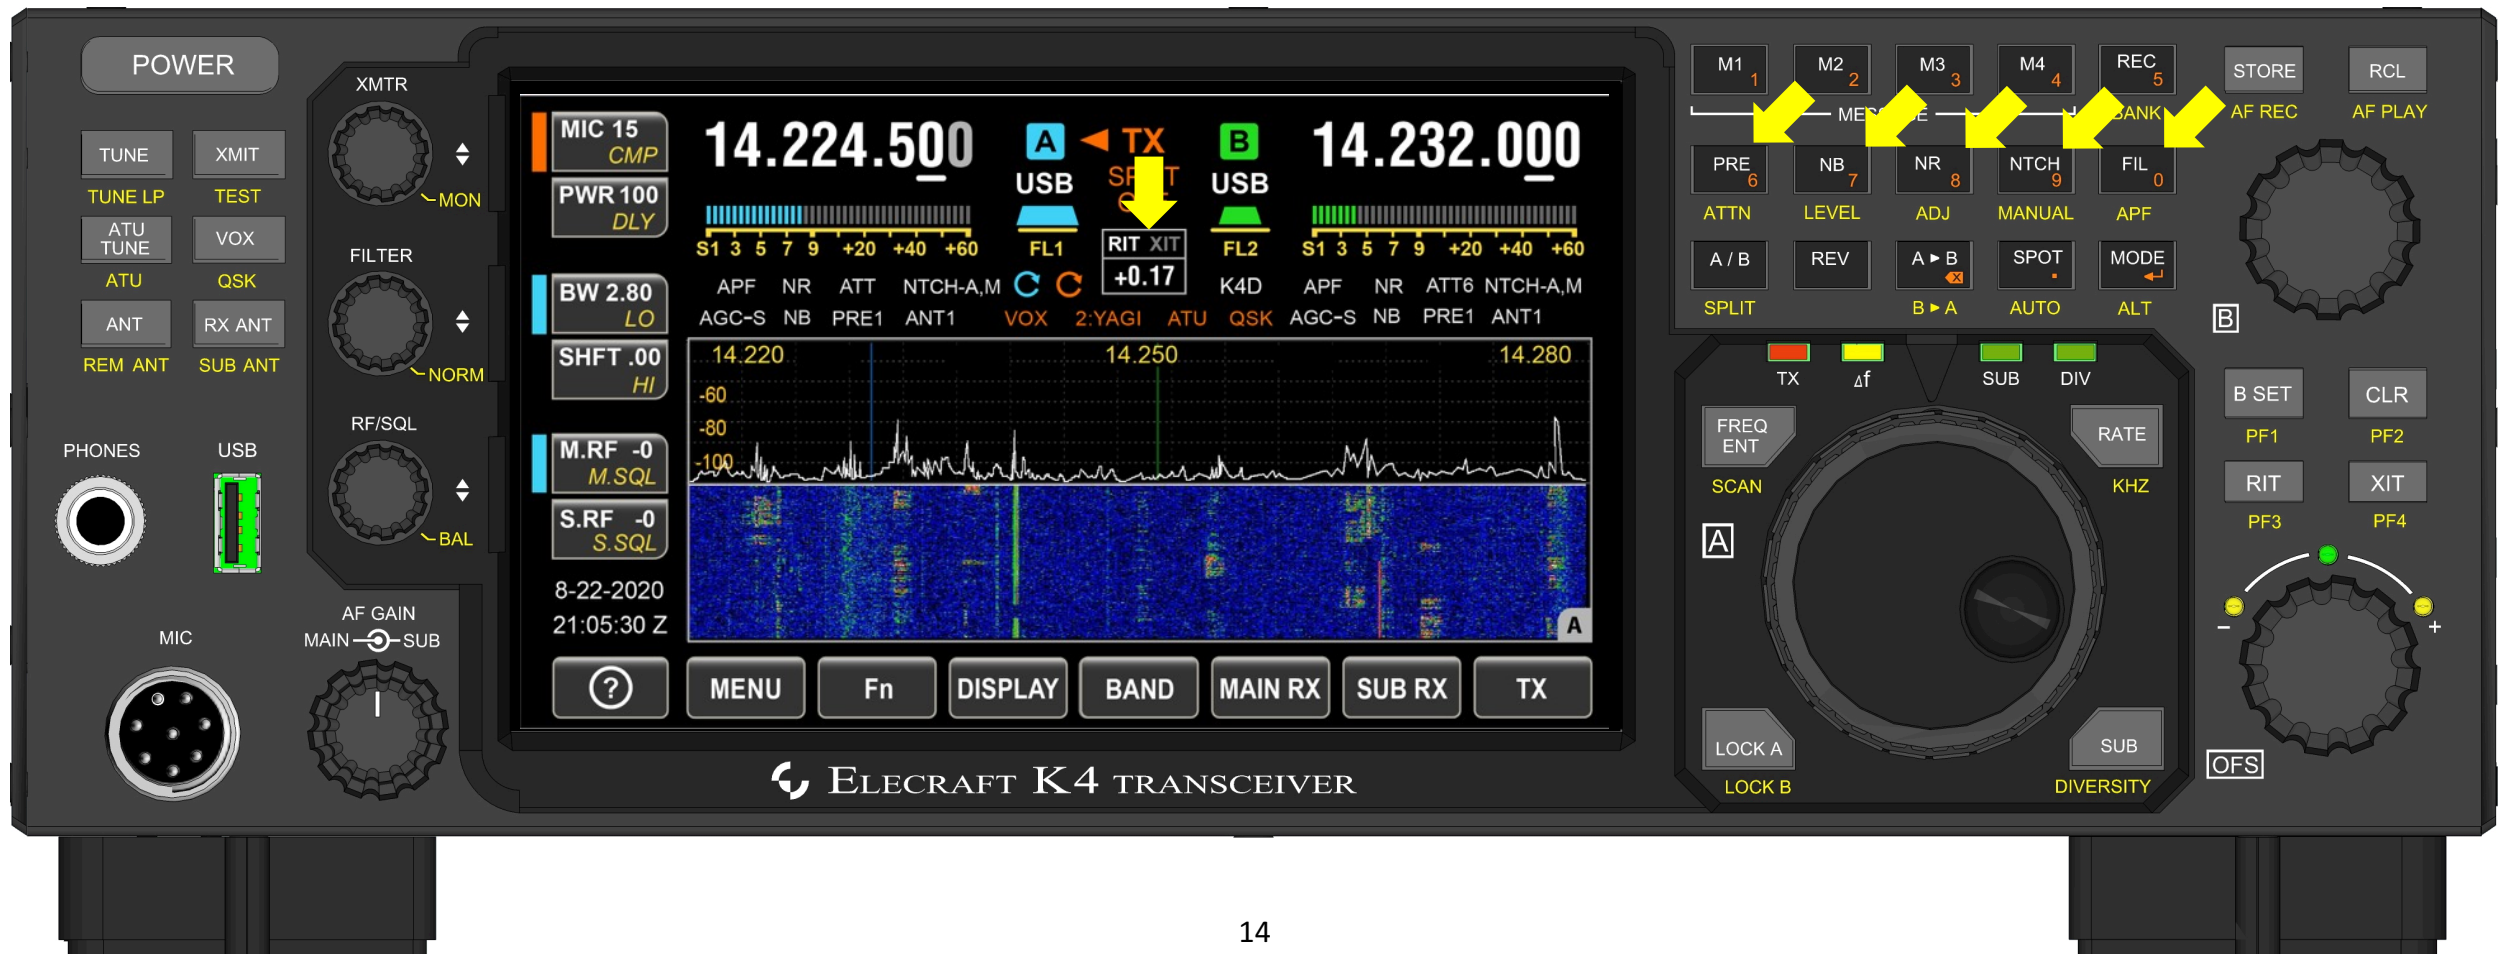 POWER
XMTR
TUNE
XMIT
TUNE LP
TEST
MON
ATU
TUNE
VOX
ATU
QSK
FILTER
ANT
RX ANT
REM ANT
SUB ANT
NORM
RF/SQL
PHONES
USB
BAL
AF GAIN
MAIN
SUB
MIC
MIC 15
CMP
PWR 100
DLY
BW 2.80
LO
SHFT .00
HI
M.RF -0
M.SQL
S.RF -0
S.SQL
8-22-2020
21:05:30 Z
14.224.500
A
TX
B
14.232.000
USB
USB
S1 3 5 7 9 +20 +40 +60
FL1
RIT XIT
FL2
S1 3 5 7 9 +20 +40 +60
+0.17
APF NR ATT NTCH-A,M
K4D
APF NR ATT6 NTCH-A,M
AGC-S NB PRE1 ANT1
VOX 2:YAGI ATU QSK
AGC-S NB PRE1 ANT1
14.220 14.250 14.280
-60
-80
-100
A
?
MENU
Fn
DISPLAY
BAND
MAIN RX
SUB RX
TX
ELECRAFT K4 TRANSCEIVER
M1 1
M2 2
M3 3
M4 4
REC 5
STORE
RCL
BANK
AF REC
AF PLAY
PRE 6
NB 7
NR 8
NTCH 9
FIL 0
ATTN
LEVEL
ADJ
MANUAL
APF
A / B
REV
A ▸ B
SPOT
MODE
SPLIT
B ▸ A
AUTO
ALT
B
TX
Δf
SUB
DIV
FREQ
ENT
RATE
SCAN
KHZ
A
LOCK A
SUB
LOCK B
DIVERSITY
B SET
CLR
PF1
PF2
RIT
XIT
PF3
PF4
− +
OFS
14